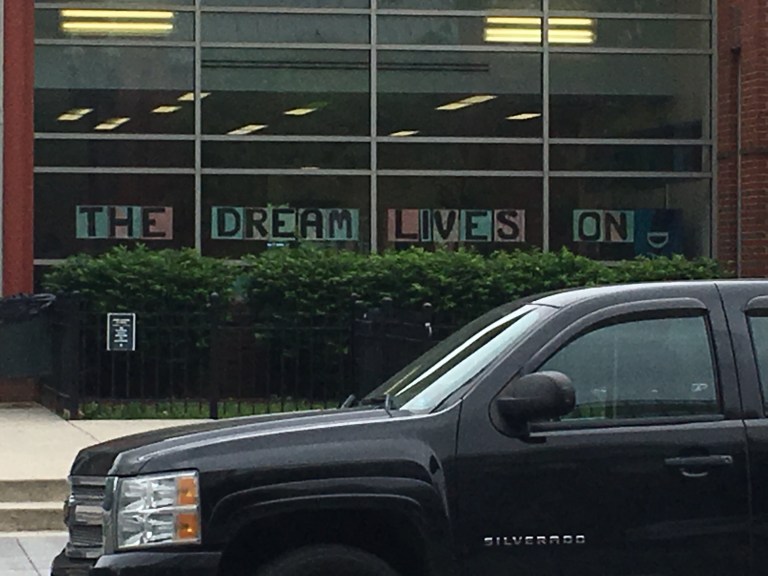 THE DREAM LIVES ON
SILVERADO